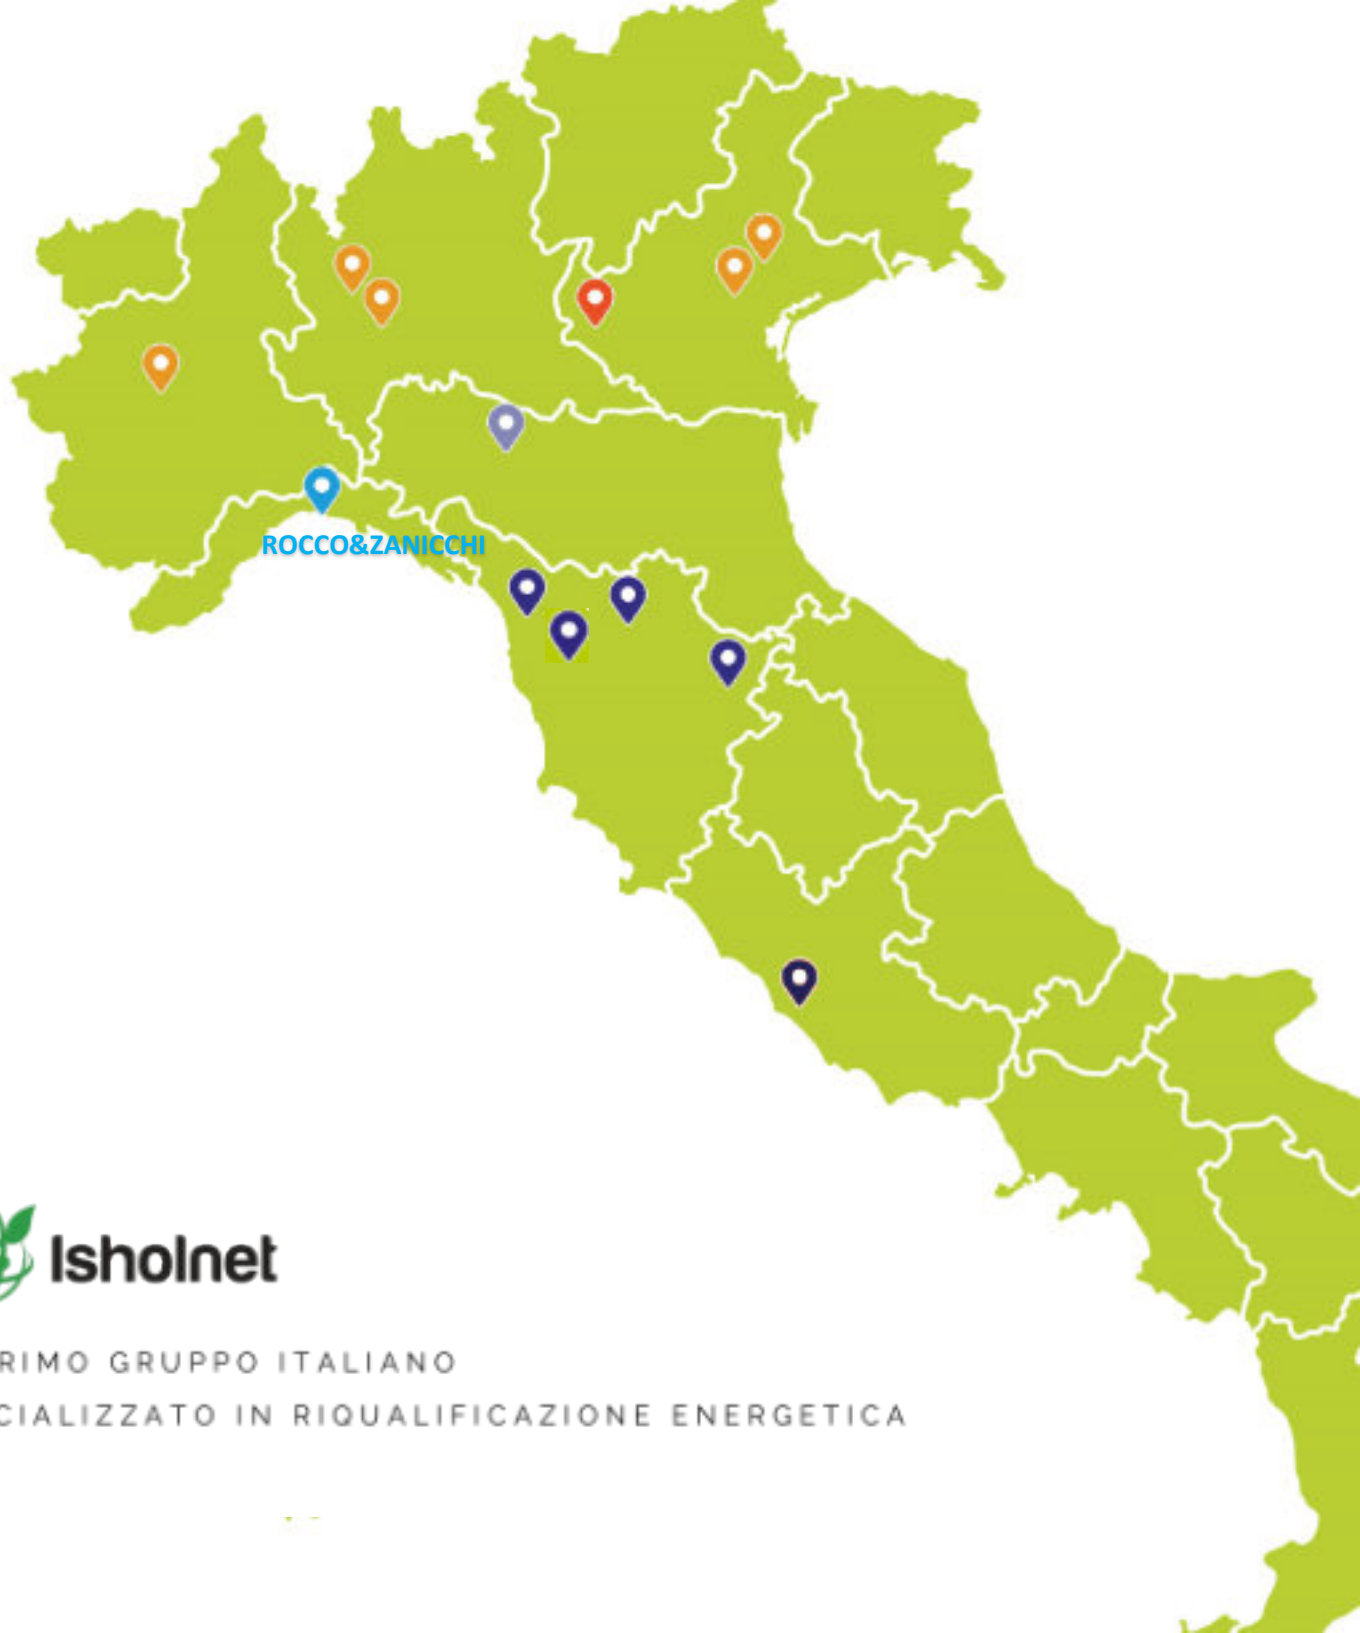 ROCCO&ZANICCHI
Isholnet
RIMO GRUPPO ITALIANO
CIALIZZATO IN RIQUALIFICAZIONE ENERGETICA